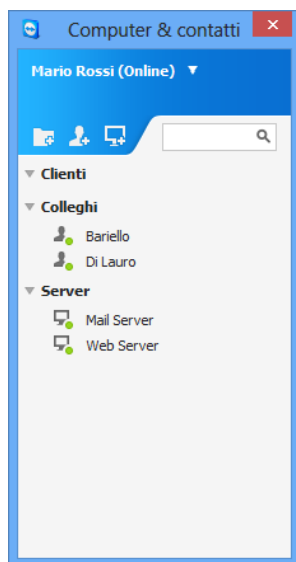 Computer & contatti
Mario Rossi (Online)
Clienti
Colleghi
Bariello
Di Lauro
Server
Mail Server
Web Server